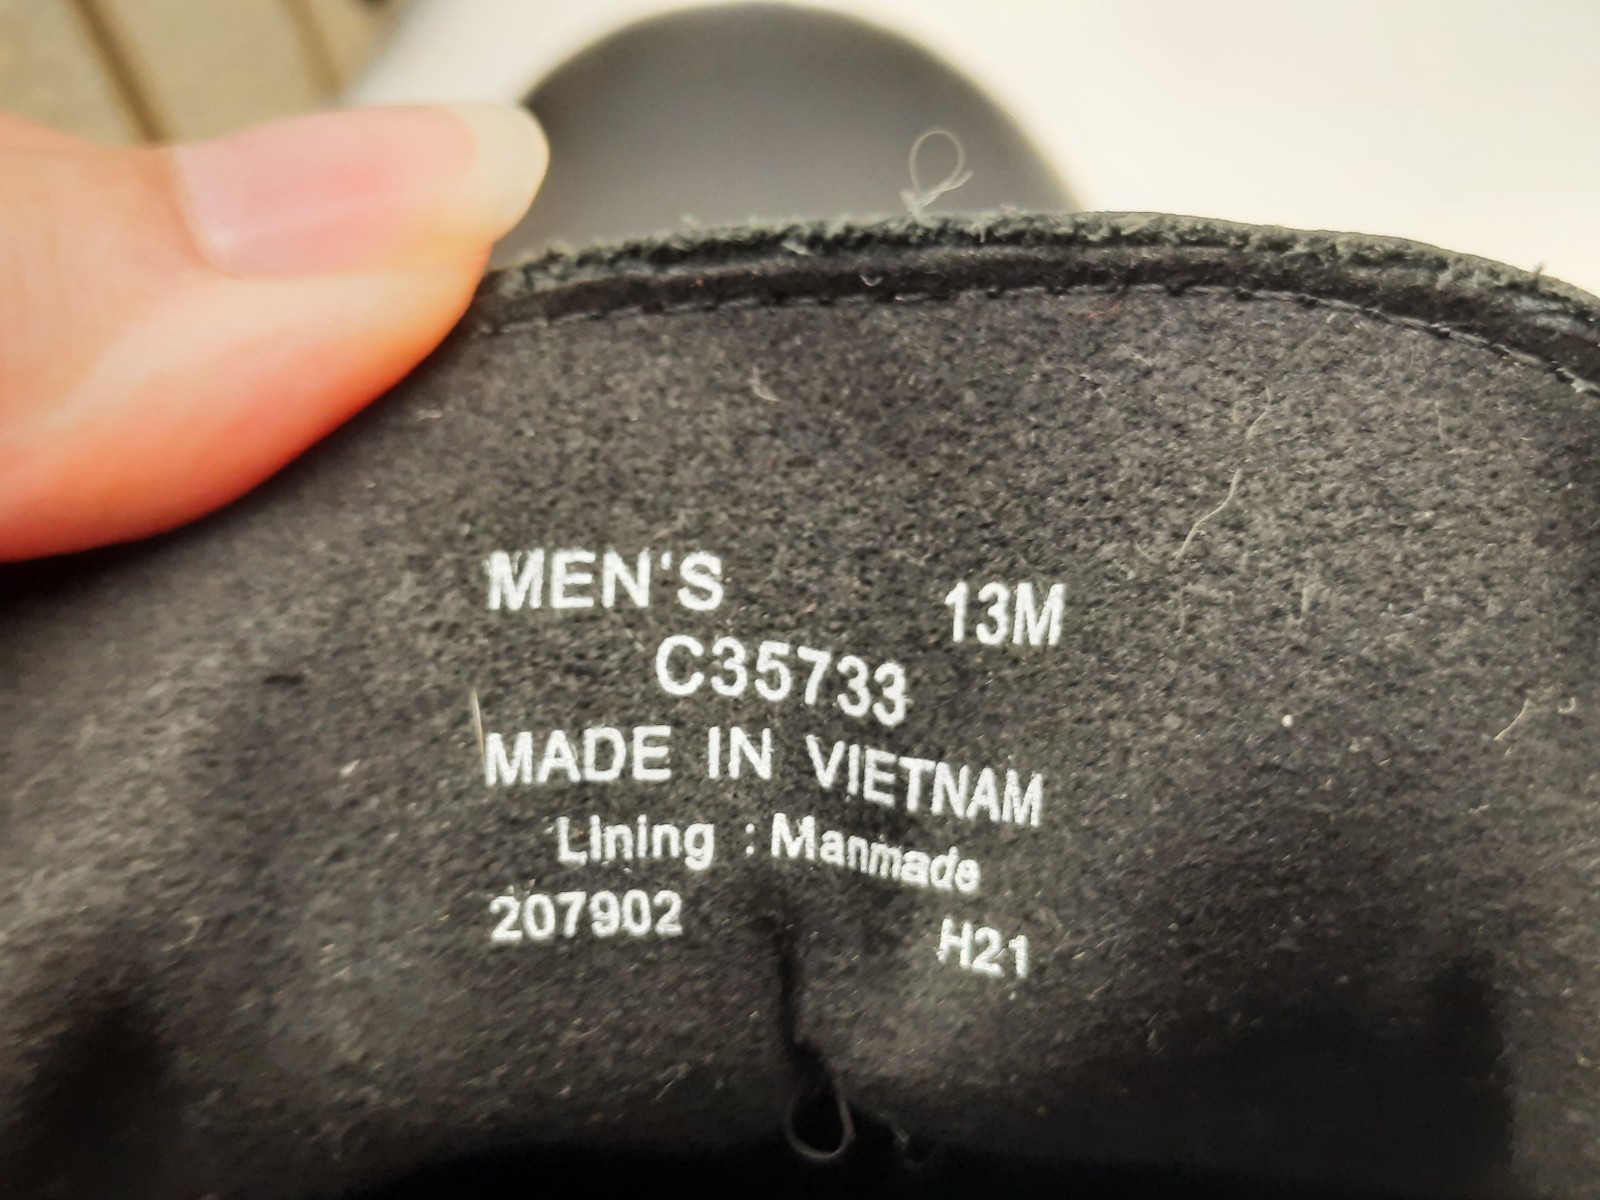 MEN'S 13M
C35733
MADE IN VIETNAM
Lining : Manmade
207902 H21